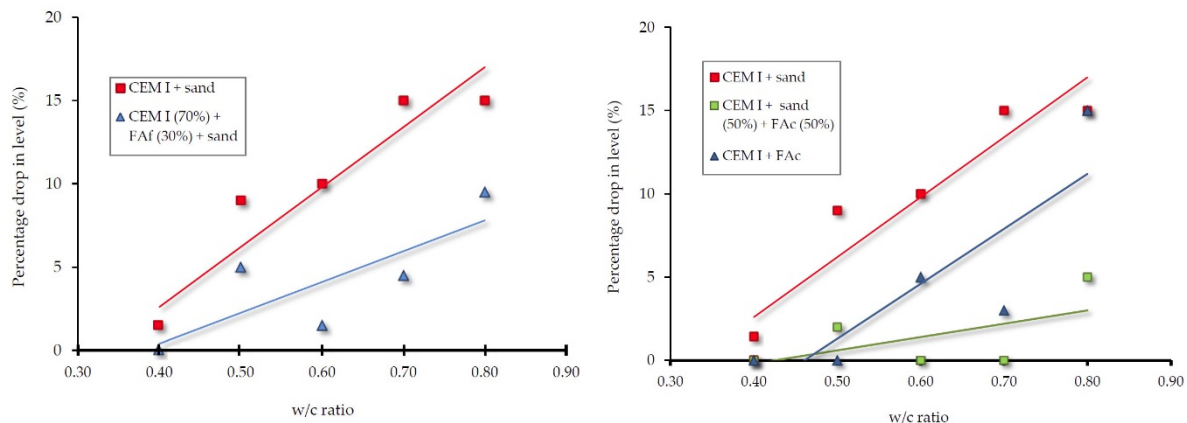 20
15
10
5
0
0.30 0.40 0.50 0.60 0.70 0.80 0.90
Percentage drop in level (%)
w/c ratio
CEM I + sand
CEM I (70%) +
FAf (30%) + sand
20
15
10
5
0
0.30 0.40 0.50 0.60 0.70 0.80 0.90
Percentage drop in level (%)
w/c ratio
CEM I + sand
CEM I + sand
(50%) + FAc (50%)
CEM I + FAc